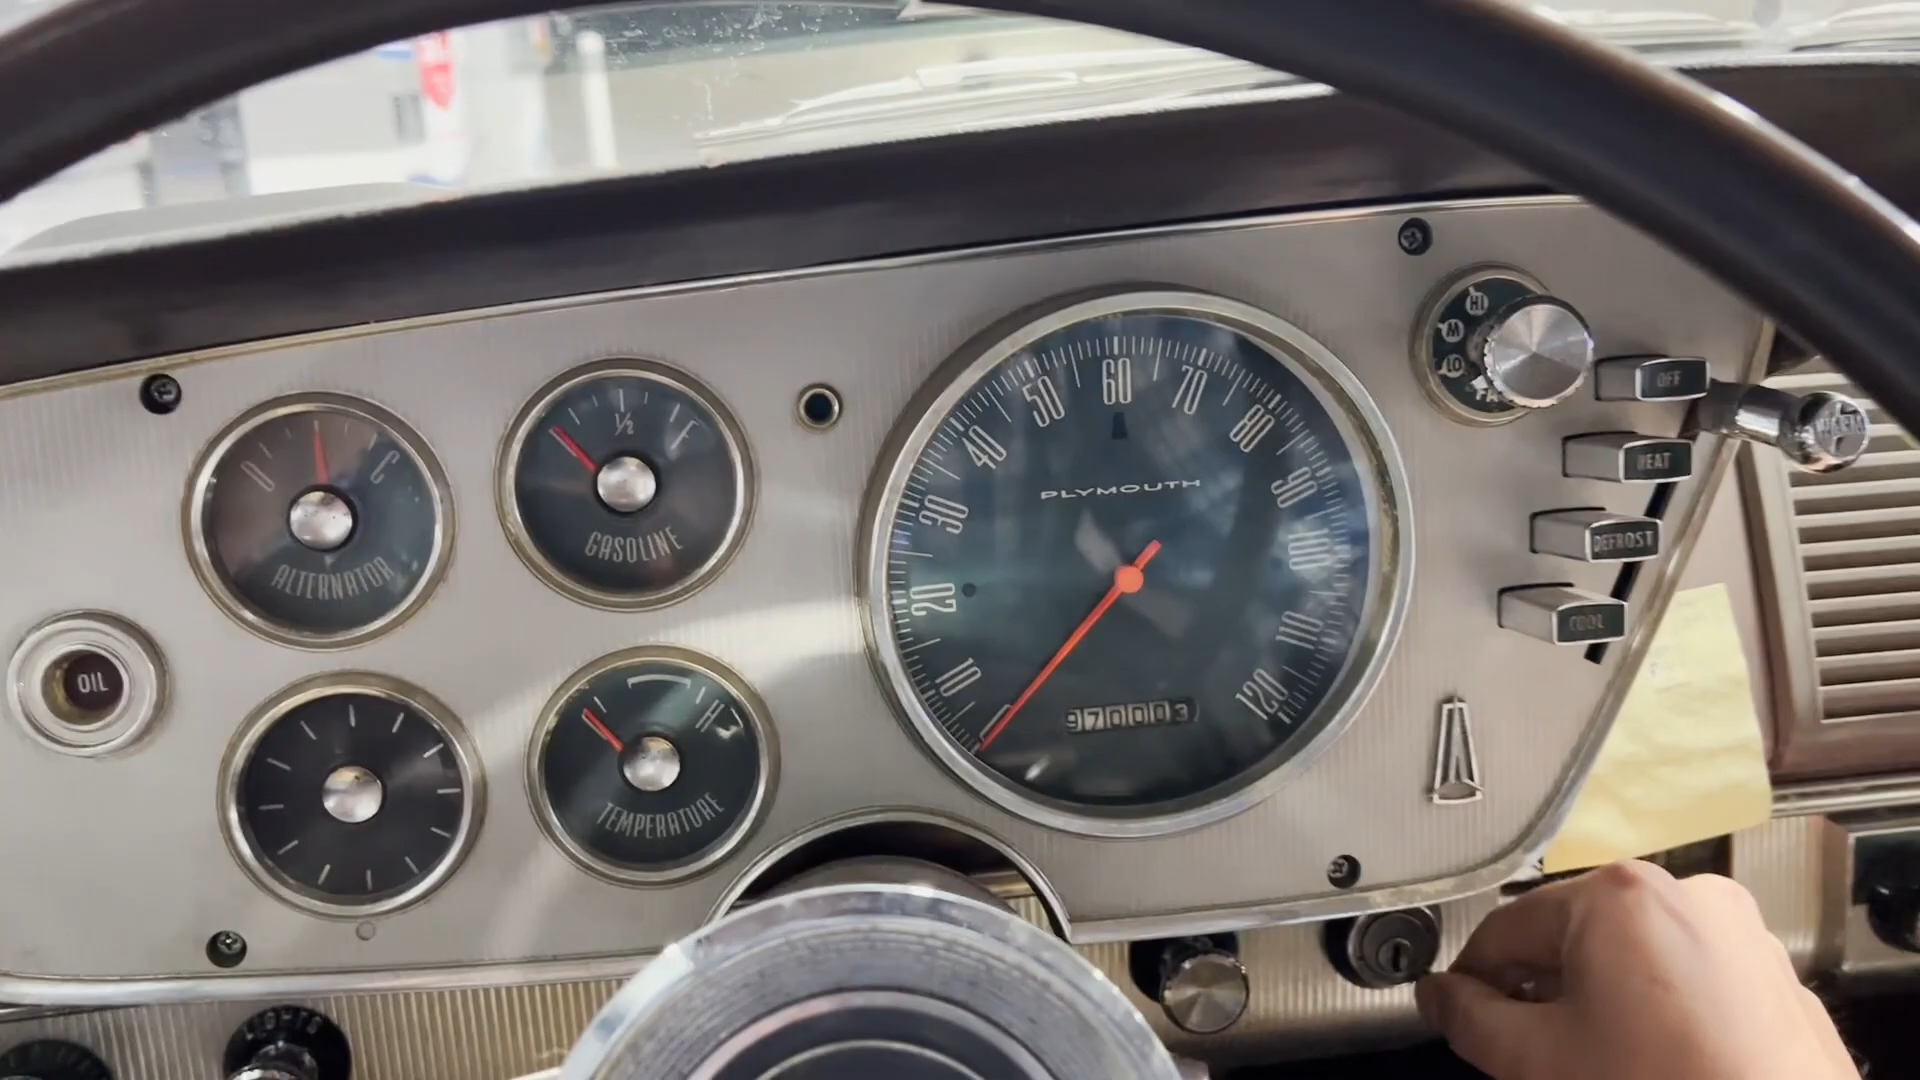 D C
ALTERNATOR
1/2 F
GASOLINE
OIL
H
TEMPERATURE
10 20 30 40 50 60 70 80 90 100 110 120
PLYMOUTH
970003
HI
M
LO
OFF
HEAT
DEFROST
COOL
LIGHTS